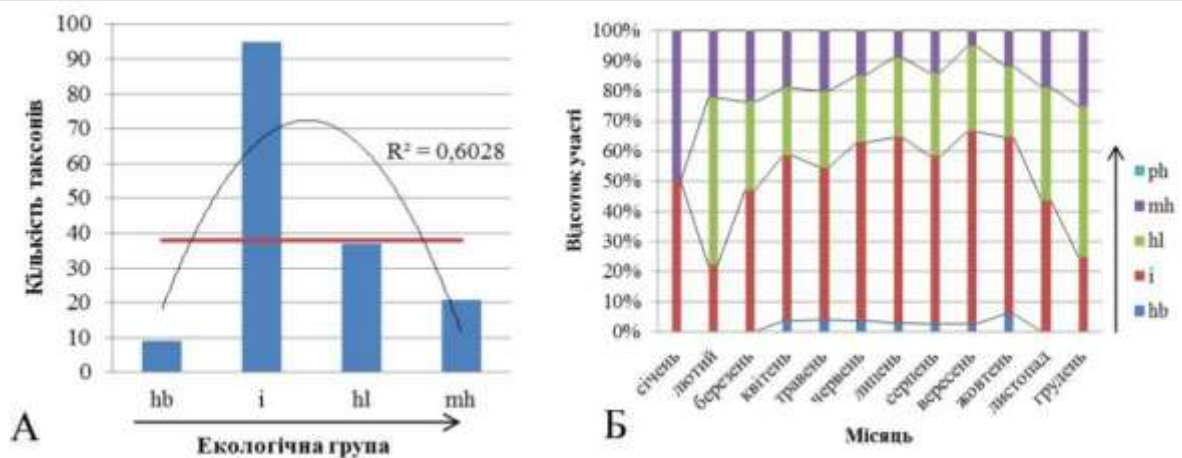 100
90
80
70
60
50
40
30
20
10
0
Кількість таксонів
R² = 0,6028
hb i hl mh
Екологічна група
А
100%
90%
80%
70%
60%
50%
40%
30%
20%
10%
0%
Відсоток участі
січень
лютий
березень
квітень
травень
червень
липень
серпень
вересень
жовтень
листопад
грудень
Місяць
Б
ph
mh
hl
i
hb